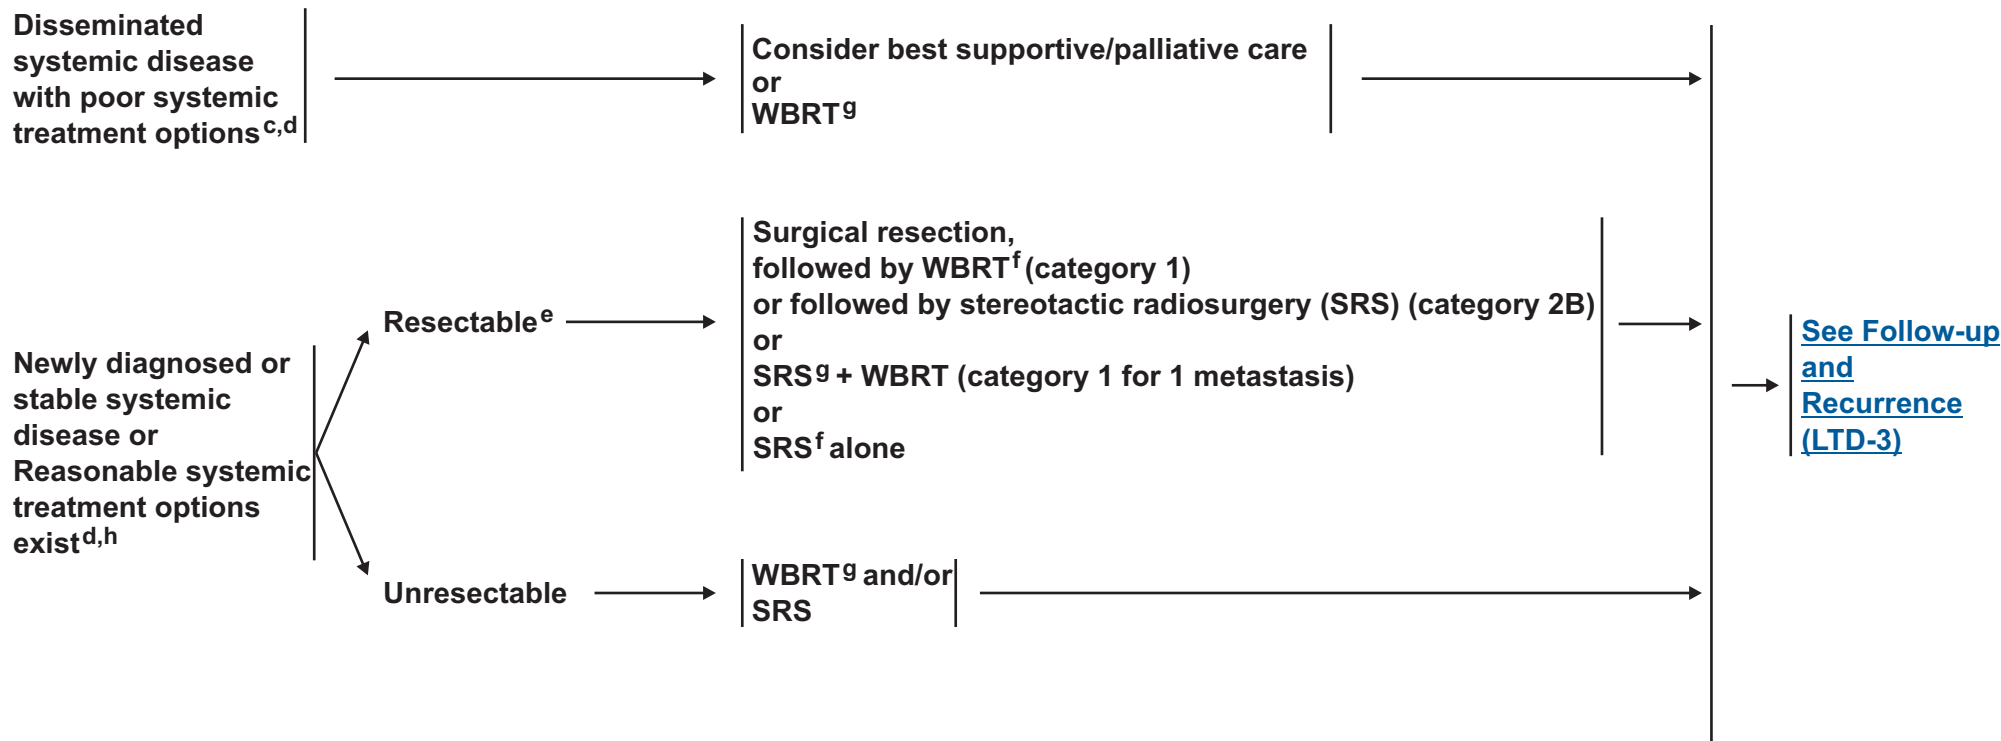 Disseminated
systemic disease
with poor systemic
treatment options c,d
Consider best supportive/palliative care
or
WBRT g
Newly diagnosed or
stable systemic
disease or
Reasonable systemic
treatment options
exist d,h
Resectable e
Surgical resection,
followed by WBRT f (category 1)
or followed by stereotactic radiosurgery (SRS) (category 2B)
or
SRS g + WBRT (category 1 for 1 metastasis)
or
SRS f alone
Unresectable
WBRT g and/or
SRS
See Follow-up
and
Recurrence
(LTD-3)